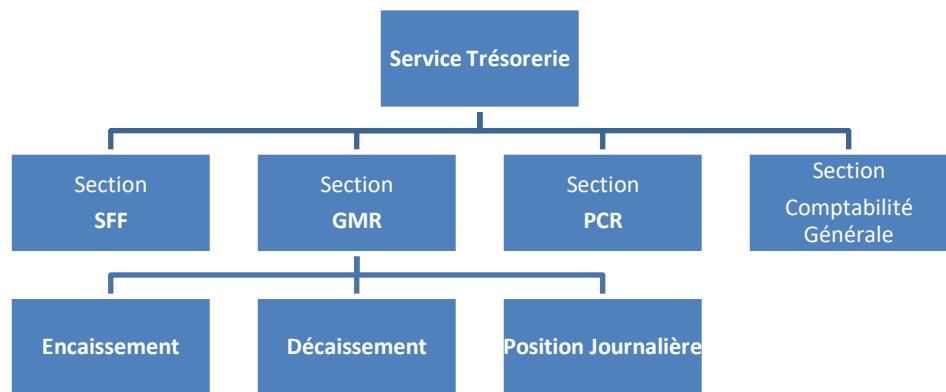 Service Trésorerie
Section
SFF
Section
GMR
Section
PCR
Section
Comptabilité
Générale
Encaissement
Décaissement
Position Journalière